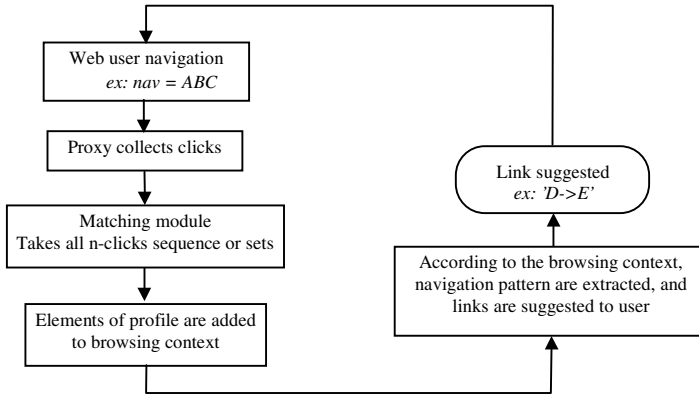 Web user navigation
ex: nav = ABC
Proxy collects clicks
Matching module
Takes all n-clicks sequence or sets
Elements of profile are added
to browsing context
Link suggested
ex: 'D->E'
According to the browsing context,
navigation pattern are extracted, and
links are suggested to user